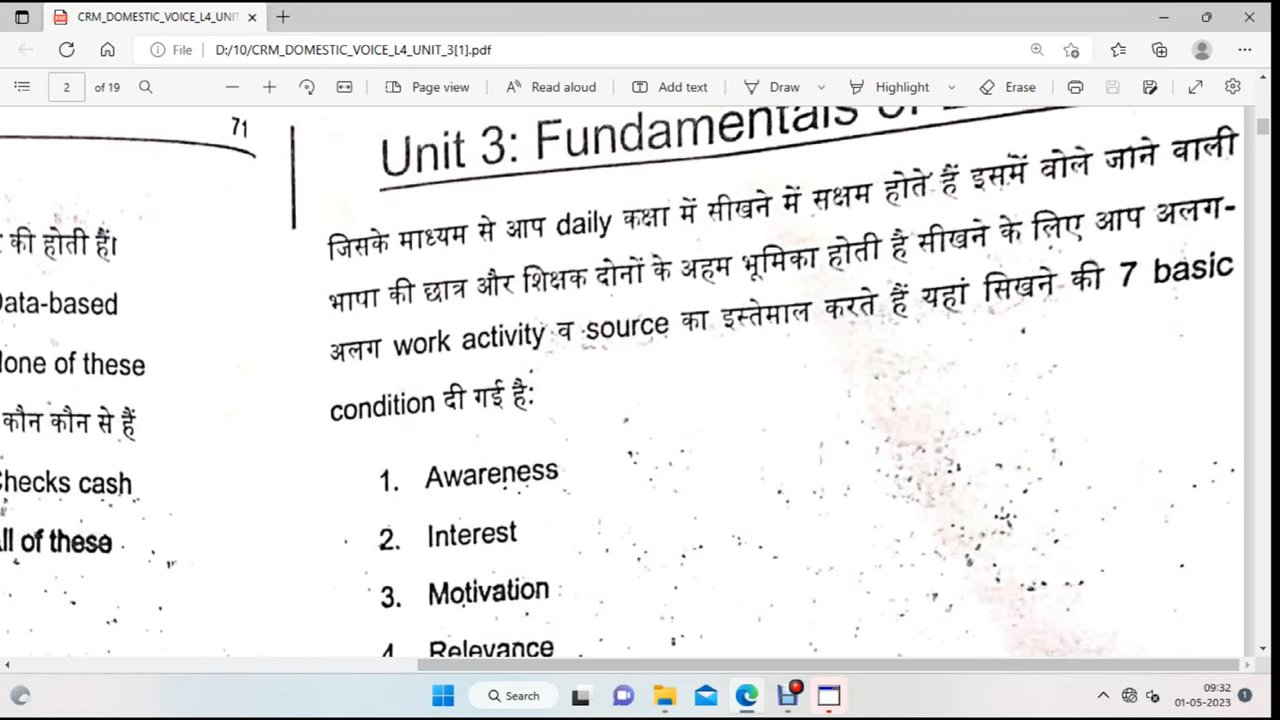 CRM_DOMESTIC_VOICE_L4_UNIT
File D:/10/CRM_DOMESTIC_VOICE_L4_UNIT_3[1].pdf
2 of 19 Page view Read aloud Add text Draw Highlight Erase
71
की होती हैं।
Data-based
None of these
कौन कौन से हैं
Checks cash
All of these
Unit 3: Fundamentals of
जिसके माध्यम से आप daily कक्षा में सीखने में सक्षम होते हैं इसमें वोले जाने वाली
भापा की छात्र और शिक्षक दोनों के अहम भूमिका होती है सीखने के लिए आप अलग-
अलग work activity व source का इस्तेमाल करते हैं यहां सिखने की 7 basic
condition दी गई है:
1. Awareness
2. Interest
3. Motivation
4. Relevance
Search
09:32
01-05-2023
1